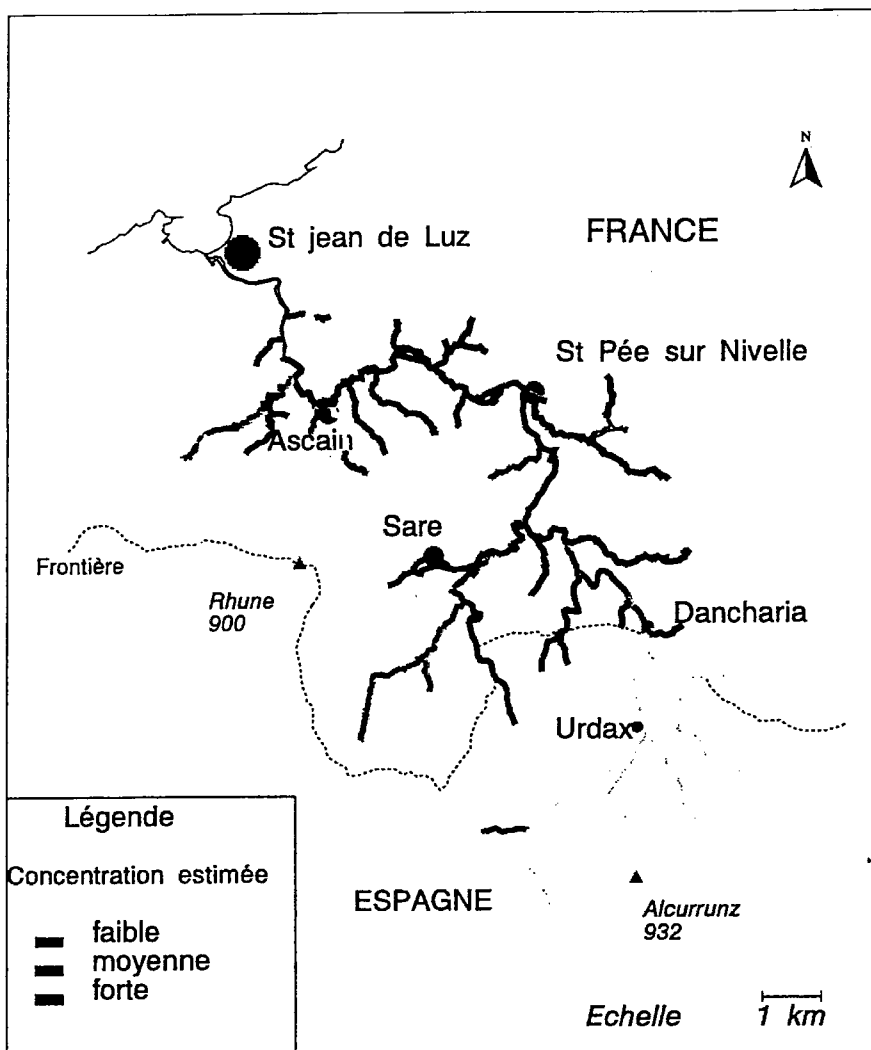 N
St jean de Luz
FRANCE
St Pée sur Nivelle
Ascain
Sare
Frontière
Rhune
900
Dancharia
Urdax
Légende
Concentration estimée
faible
moyenne
forte
ESPAGNE
Alcurrunz
932
Echelle
1 km